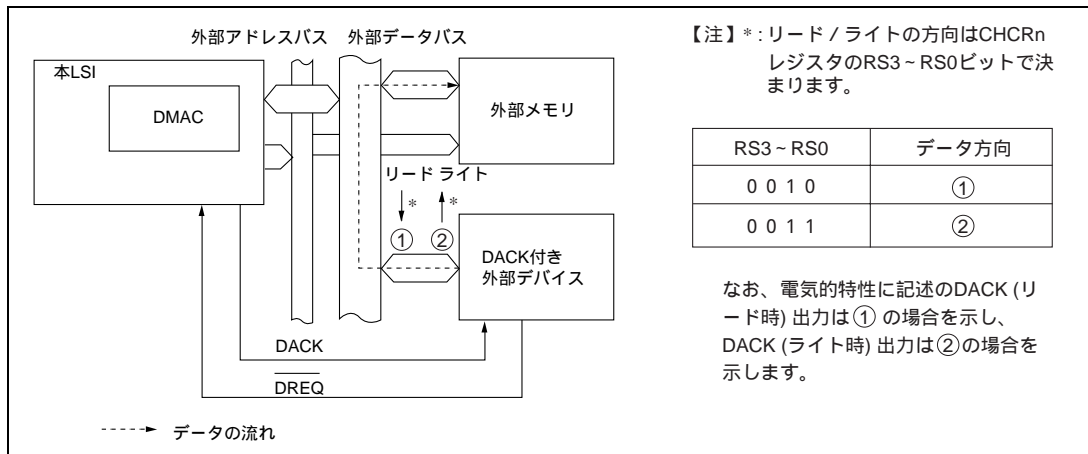 外部アドレスバス 外部データバス
本LSI
DMAC
外部メモリ
リード ライト
* *
① ②
DACK付き
外部デバイス
DACK
DREQ
データの流れ
【注】* : リード / ライトの方向はCHCRn
レジスタのRS3 ~ RS0ビットで決
まります。
RS3 ~ RS0 データ方向
0 0 1 0 ①
0 0 1 1 ②
なお、電気的特性に記述のDACK (リ
ード時) 出力は① の場合を示し、
DACK (ライト時) 出力は②の場合を
示します。